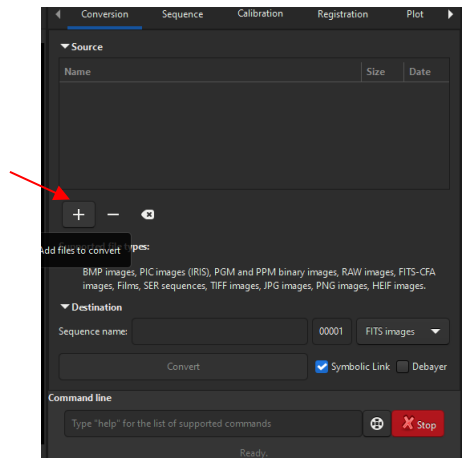 Conversion Sequence Calibration Registration Plot
Source
Name Size Date
Add files to convert types:
BMP images, PIC images (IRIS), PGM and PPM binary images, RAW images, FITS-CFA
images, Films, SER sequences, TIFF images, JPG images, PNG images, HEIF images.
Destination
Sequence name: 00001 FITS images
Convert Symbolic Link Debayer
Command line
Type "help" for the list of supported commands Stop
Ready.